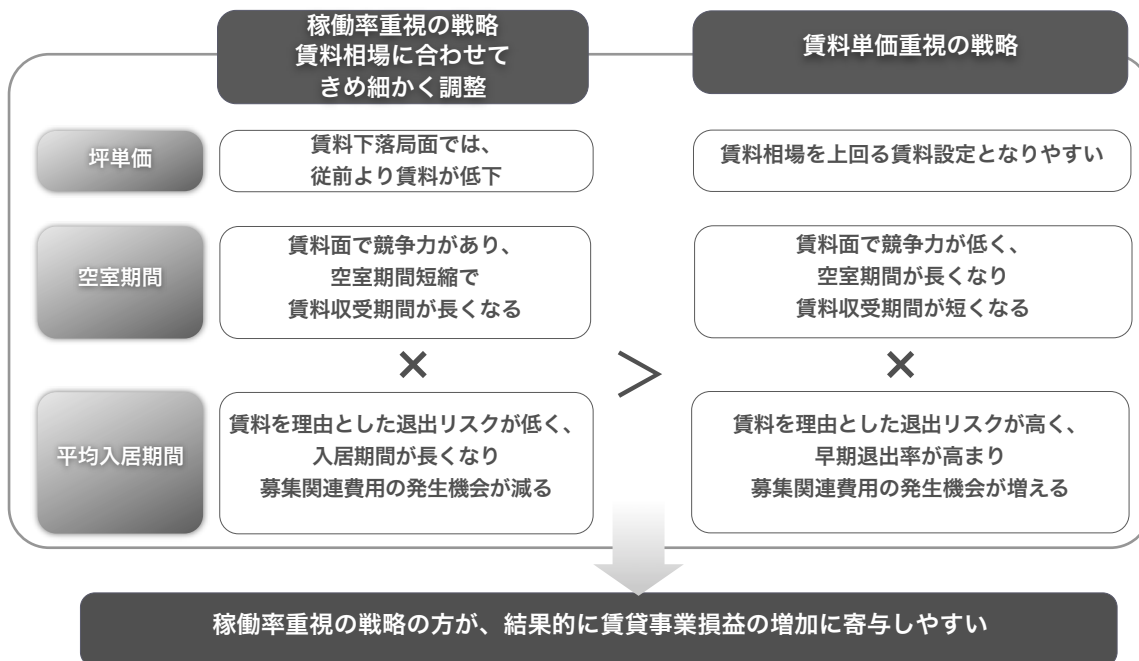 稼働率重視の戦略
賃料相場に合わせて
きめ細かく調整
賃料単価重視の戦略
坪単価
賃料下落局面では、
従前より賃料が低下
賃料相場を上回る賃料設定となりやすい
空室期間
賃料面で競争力があり、
空室期間短縮で
賃料収受期間が長くなる
賃料面で競争力が低く、
空室期間が長くなり
賃料収受期間が短くなる
×
＞
×
平均入居期間
賃料を理由とした退出リスクが低く、
入居期間が長くなり
募集関連費用の発生機会が減る
賃料を理由とした退出リスクが高く、
早期退出率が高まり
募集関連費用の発生機会が増える
稼働率重視の戦略の方が、結果的に賃貸事業損益の増加に寄与しやすい